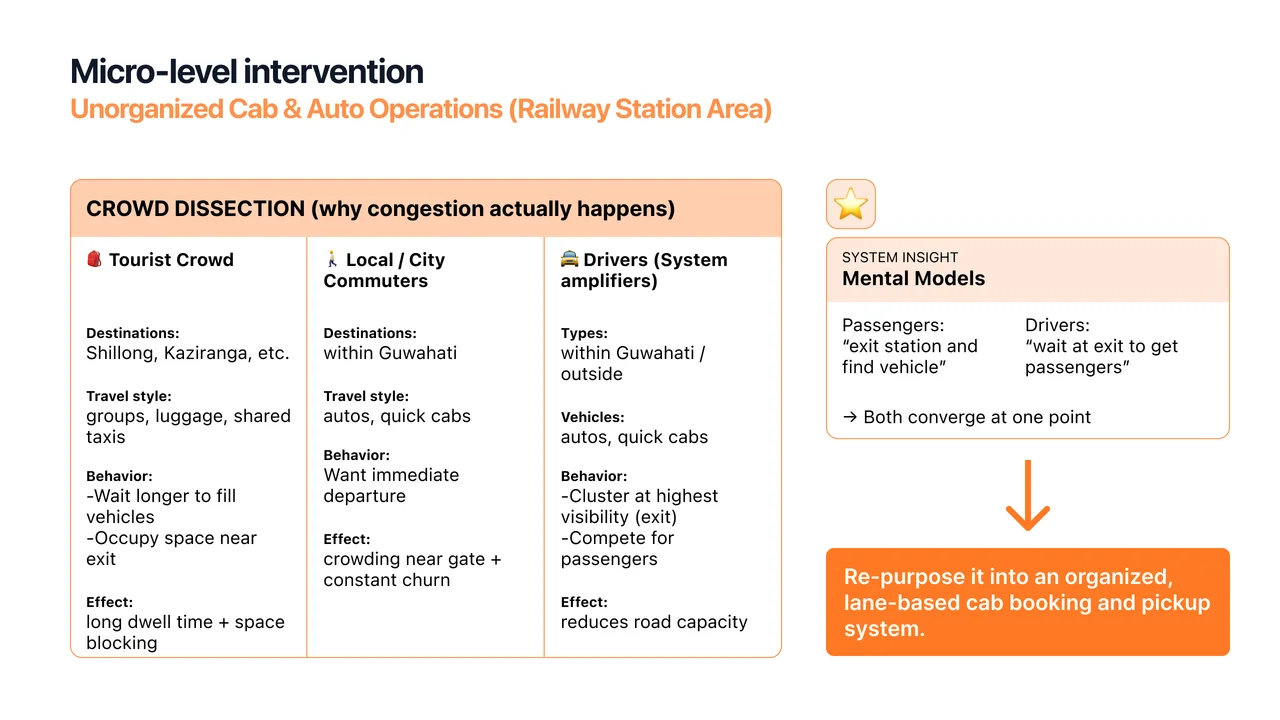 Micro-level intervention
Unorganized Cab & Auto Operations (Railway Station Area)
CROWD DISSECTION (why congestion actually happens)
🎒 Tourist Crowd
Destinations:
Shillong, Kaziranga, etc.
Travel style:
groups, luggage, shared
taxis
Behavior:
-Wait longer to fill
vehicles
-Occupy space near
exit
Effect:
long dwell time + space
blocking
🚶 Local / City
Commuters
Destinations:
within Guwahati
Travel style:
autos, quick cabs
Behavior:
Want immediate
departure
Effect:
crowding near gate +
constant churn
🚖 Drivers (System
amplifiers)
Types:
within Guwahati /
outside
Vehicles:
autos, quick cabs
Behavior:
-Cluster at highest
visibility (exit)
-Compete for
passengers
Effect:
reduces road capacity
SYSTEM INSIGHT
Mental Models
Passengers:
“exit station and
find vehicle”
Drivers:
“wait at exit to get
passengers”
→ Both converge at one point
Re-purpose it into an organized,
lane-based cab booking and pickup
system.